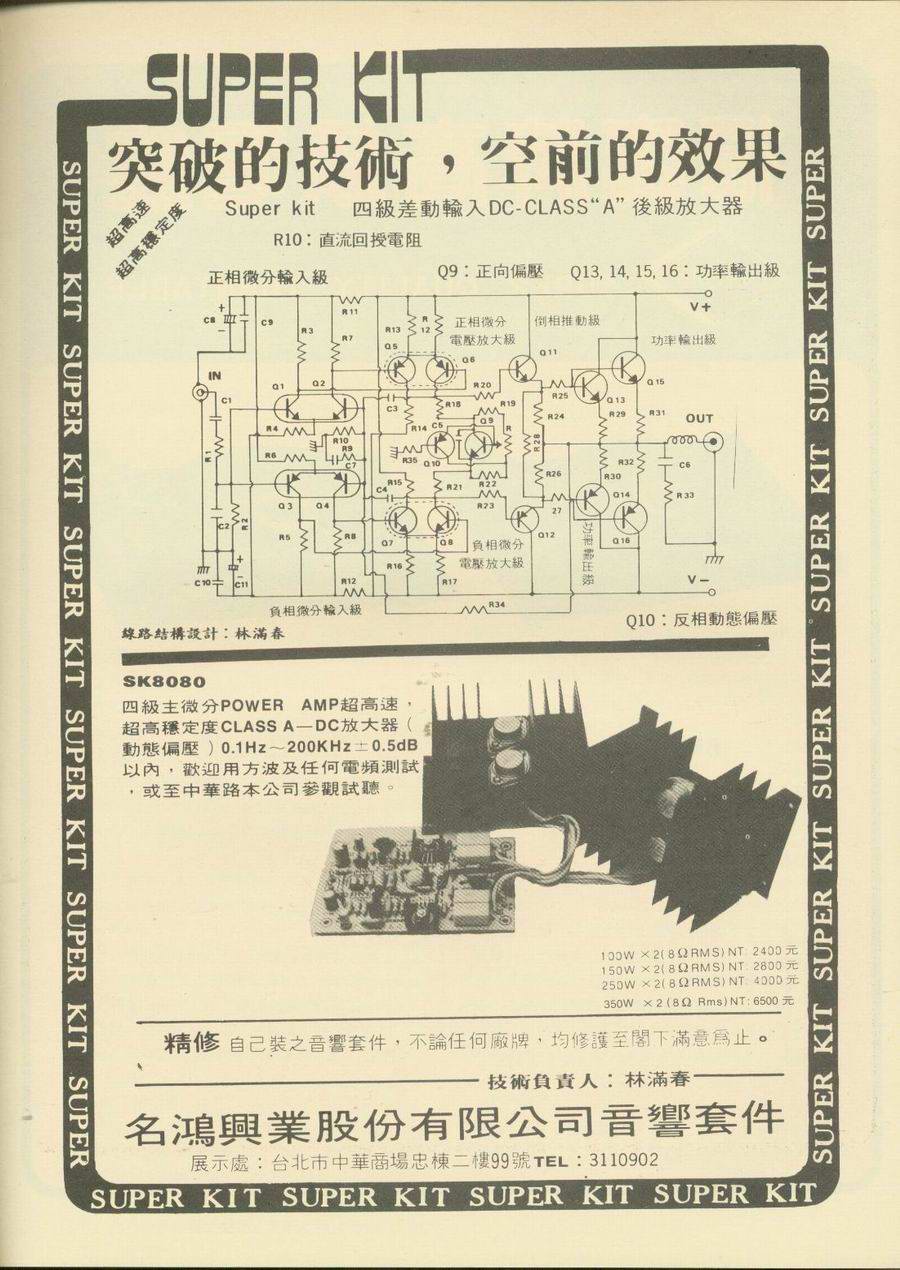 SUPER KIT
突破的技術，空前的效果
超高速
超高穩定度
Super kit 四級差動輸入DC-CLASS“A”後級放大器
R10：直流回授電阻
正相微分輸入級
Q9：正向偏壓 Q13, 14, 15, 16：功率輸出級
V+
C8
C9
R11
R3
R7
R13
R 12
正相微分
電壓放大級
倒相推動級
功率輸出級
Q5
Q6
Q11
Q15
IN
Q1
Q2
C1
R20
C3
R18
R19
R25
Q13
R29
R31
OUT
R4
R10
R9
C7
R14
C5
Q9
R
R24
R28
R1
R6
R35
Q10
R22
R26
R30
R32
C6
R33
C4
R15
R21
R23
27
Q14
Q3
Q4
C2
R2
R5
R8
Q7
Q8
Q12
Q16
負相微分
電壓放大級
功率輸出級
C10
C11
R12
R16
R17
V−
負相微分輸入級
R34
Q10：反相動態偏壓
線路結構設計：林滿春
SK8080
四級主微分POWER AMP超高速，
超高穩定度CLASS A—DC放大器（
動態偏壓）0.1Hz～200KHz±0.5dB
以內，歡迎用方波及任何電頻測試
，或至中華路本公司參觀試聽。
100W ×2(8ΩRMS)NT: 2400元
150W ×2(8ΩRMS)NT: 2800元
250W ×2(8ΩRMS)NT: 4000元
350W ×2(8Ω Rms)NT: 6500元
精修 自己裝之音響套件，不論任何廠牌，均修護至閣下滿意為止。
技術負責人：林滿春
名鴻興業股份有限公司音響套件
展示處：台北市中華商場忠棟二樓99號TEL：3110902
SUPER KIT SUPER KIT SUPER KIT SUPER KIT SUPER KIT SUPER
SUPER KIT SUPER KIT SUPER KIT SUPER KIT SUPER KIT SUPER
SUPER KIT SUPER KIT SUPER KIT SUPER KIT